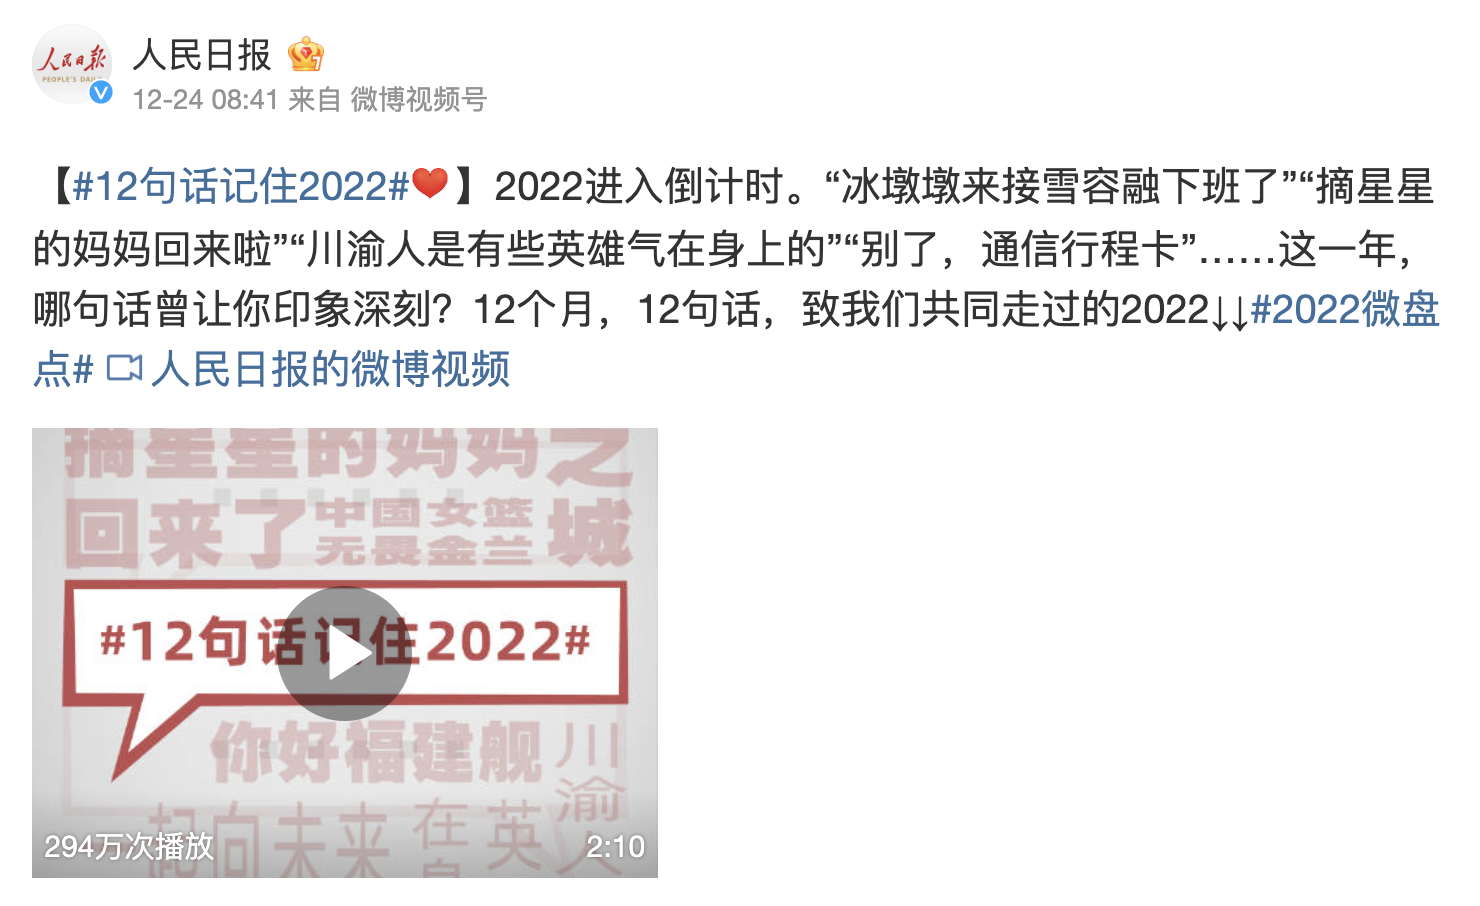 人民日报
PEOPLE'S DAILY
人民日报
12-24 08:41 来自 微博视频号
【#12句话记住2022#❤️】2022进入倒计时。“冰墩墩来接雪容融下班了”“摘星星
的妈妈回来啦”“川渝人是有些英雄气在身上的”“别了，通信行程卡”……这一年，
哪句话曾让你印象深刻？12个月，12句话，致我们共同走过的2022↓↓#2022微盘
点# 人民日报的微博视频
摘星星的妈妈之
回来了中国女篮城
无畏金兰
#12句话记住2022#
你好福建舰
川渝人
一起向未来
在英
自
294万次播放
2:10